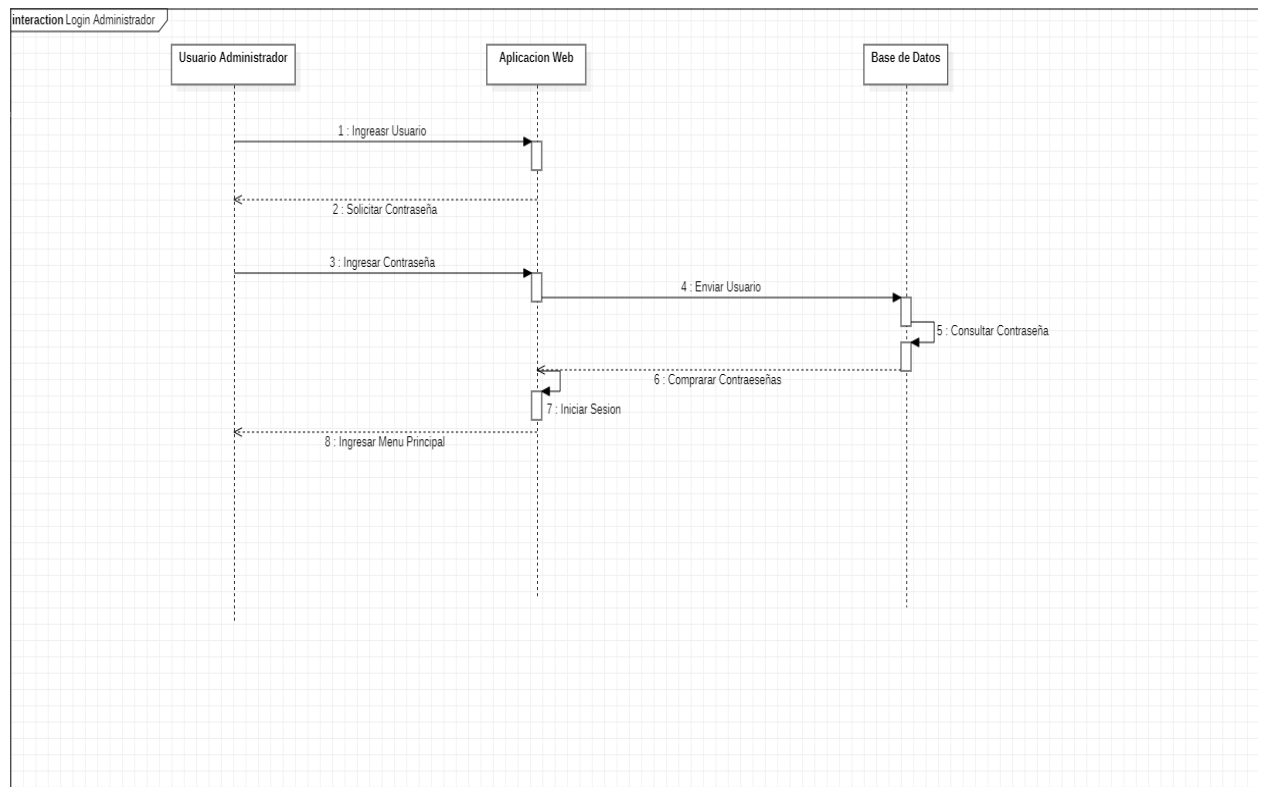 interaction Login Administrador
Usuario Administrador
Aplicacion Web
Base de Datos
1 : Ingreasr Usuario
2 : Solicitar Contraseña
3 : Ingresar Contraseña
4 : Enviar Usuario
5 : Consultar Contraseña
6 : Comprarar Contraeseñas
7 : Iniciar Sesion
8 : Ingresar Menu Principal